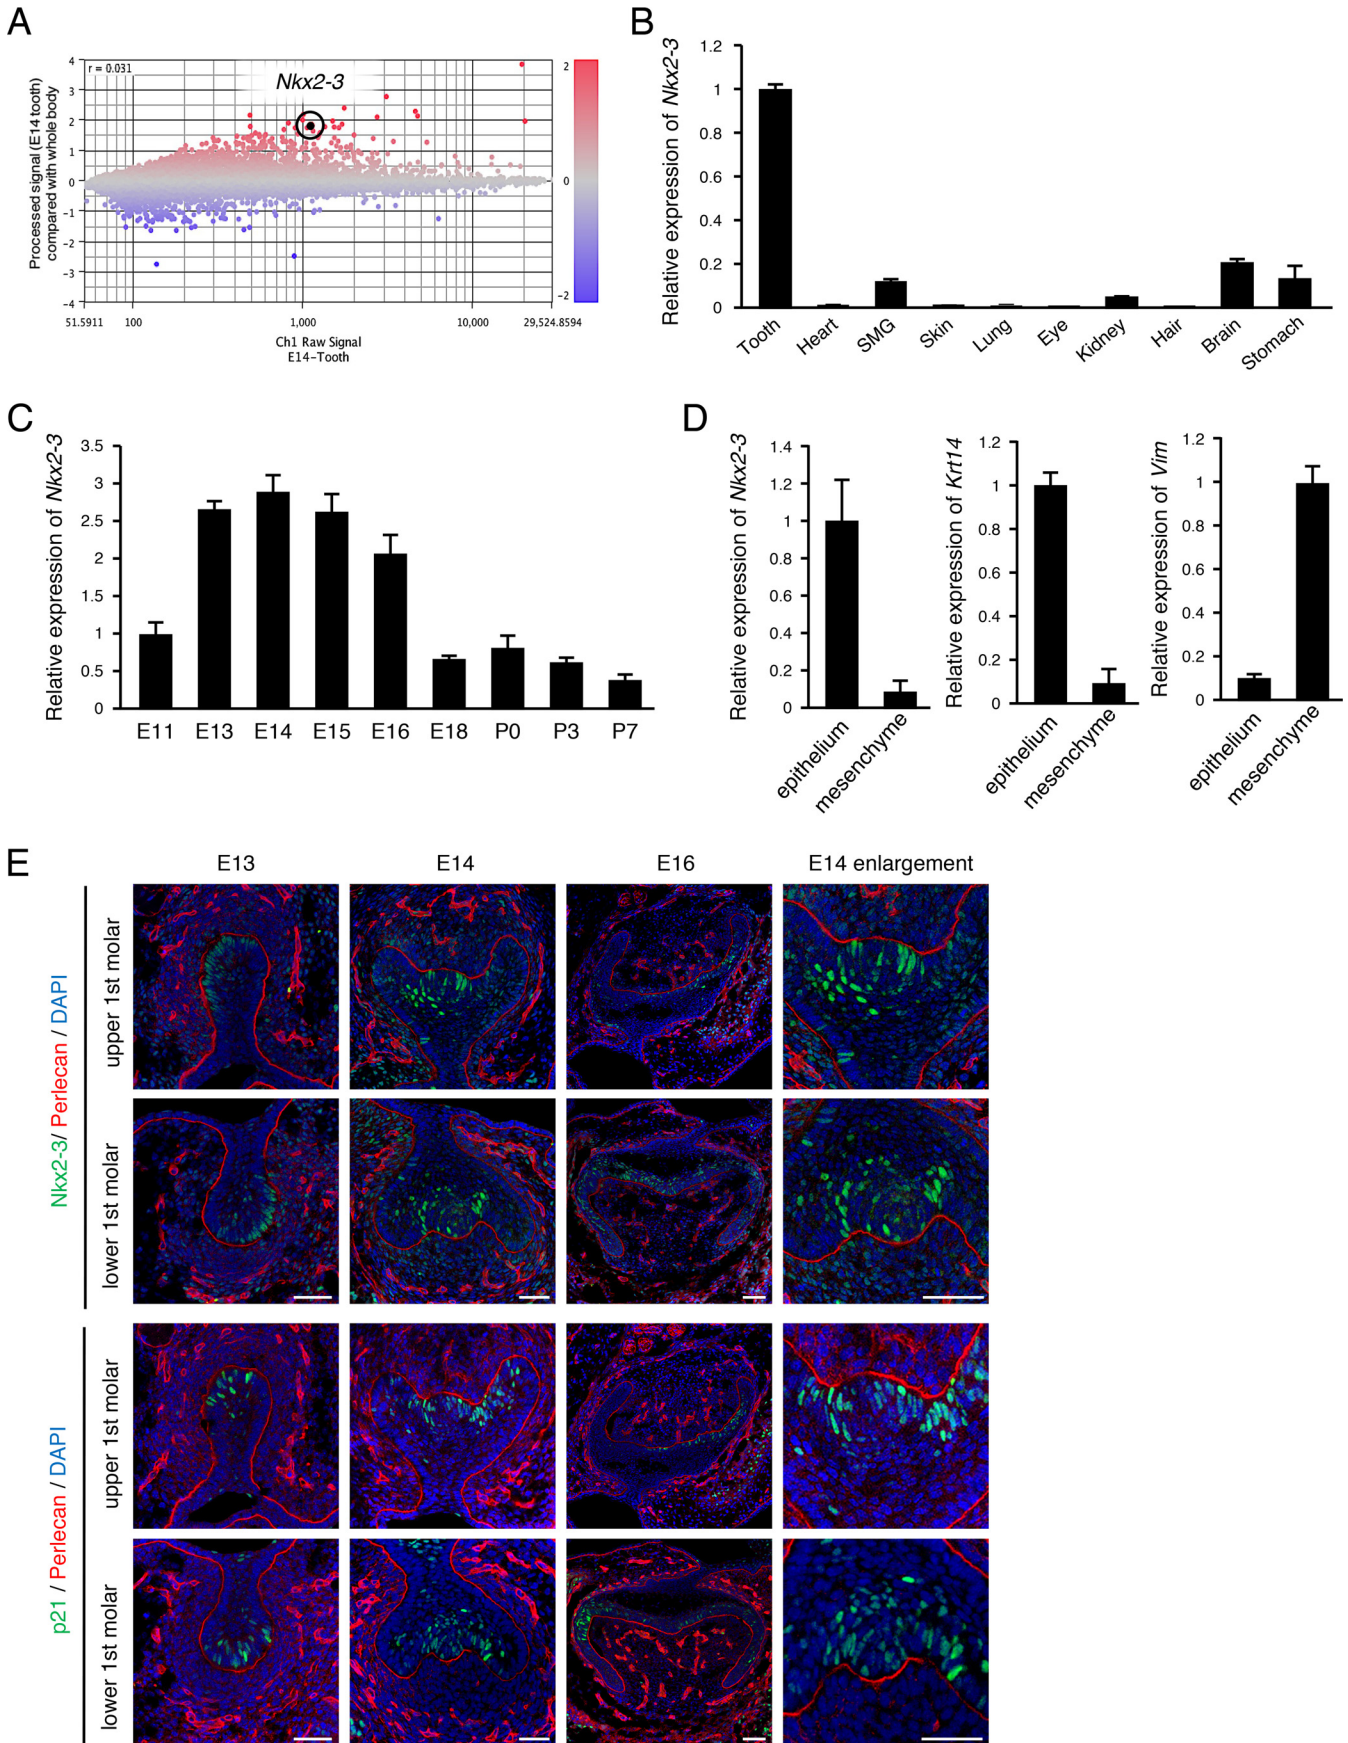 A
Processed signal (E14 tooth)
compared with whole body
r = 0.031
Nkx2-3
4
3
2
1
0
-1
-2
-3
-4
51.5911
100
1,000
10,000
29,524.8594
Ch1 Raw Signal
E14-Tooth
2
0
-2
B
Relative expression of Nkx2-3
1.2
1
0.8
0.6
0.4
0.2
0
Tooth
Heart
SMG
Skin
Lung
Eye
Kidney
Hair
Brain
Stomach
C
Relative expression of Nkx2-3
3.5
3
2.5
2
1.5
1
0.5
0
E11
E13
E14
E15
E16
E18
P0
P3
P7
D
Relative expression of Nkx2-3
1.4
1.2
1
0.8
0.6
0.4
0.2
0
epithelium
mesenchyme
Relative expression of Krt14
1.2
1
0.8
0.6
0.4
0.2
0
epithelium
mesenchyme
Relative expression of Vim
1.2
1
0.8
0.6
0.4
0.2
0
epithelium
mesenchyme
E
E13
E14
E16
E14 enlargement
Nkx2-3/ Perlecan / DAPI
upper 1st molar
lower 1st molar
p21 / Perlecan / DAPI
upper 1st molar
lower 1st molar